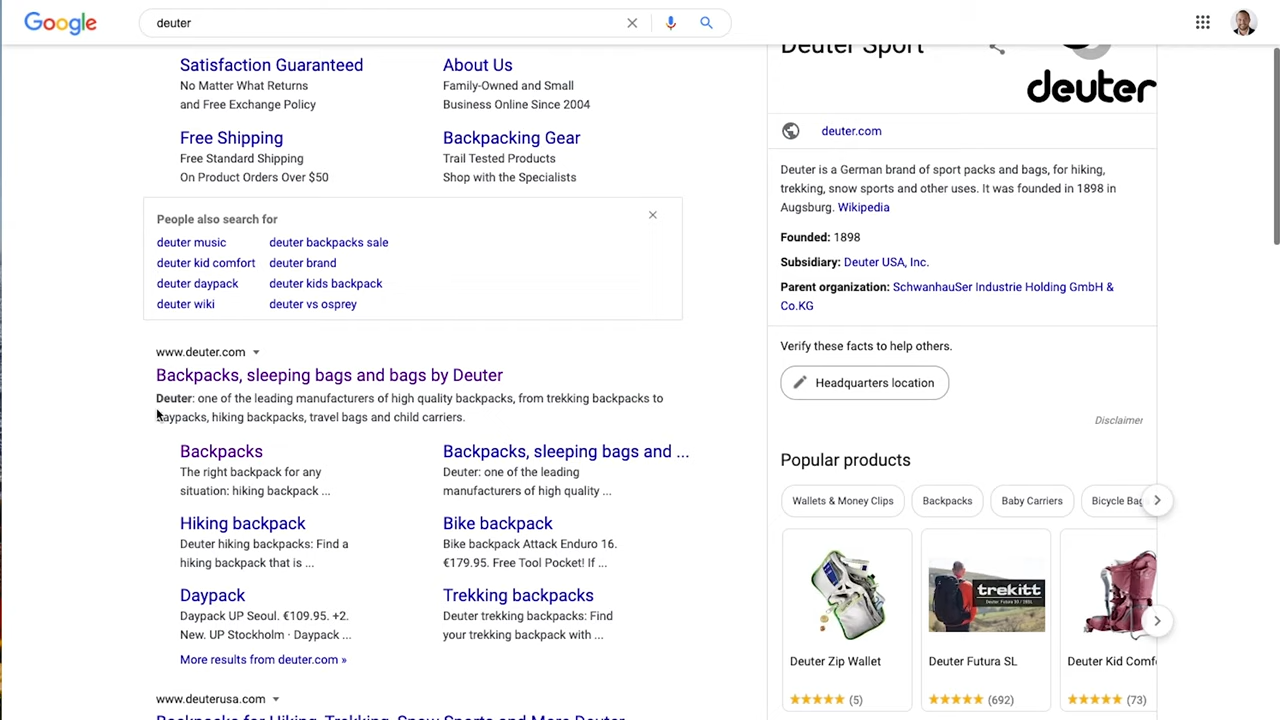 Google
deuter
Satisfaction Guaranteed
No Matter What Returns
and Free Exchange Policy
About Us
Family-Owned and Small
Business Online Since 2004
Free Shipping
Free Standard Shipping
On Product Orders Over $50
Backpacking Gear
Trail Tested Products
Shop with the Specialists
People also search for
deuter music
deuter backpacks sale
deuter kid comfort
deuter brand
deuter daypack
deuter kids backpack
deuter wiki
deuter vs osprey
www.deuter.com
Backpacks, sleeping bags and bags by Deuter
Deuter: one of the leading manufacturers of high quality backpacks, from trekking backpacks to
daypacks, hiking backpacks, travel bags and child carriers.
Backpacks
The right backpack for any
situation: hiking backpack ...
Backpacks, sleeping bags and ...
Deuter: one of the leading
manufacturers of high quality ...
Hiking backpack
Deuter hiking backpacks: Find a
hiking backpack that is ...
Bike backpack
Bike backpack Attack Enduro 16.
€179.95. Free Tool Pocket! If ...
Daypack
Daypack UP Seoul. €109.95. +2.
New. UP Stockholm · Daypack ...
Trekking backpacks
Deuter trekking backpacks: Find
your trekking backpack with ...
More results from deuter.com »
www.deuterusa.com
Backpacks for Hiking, Trekking, Snow Sports and More Deuter
Deuter Sport
deuter
deuter.com
Deuter is a German brand of sport packs and bags, for hiking,
trekking, snow sports and other uses. It was founded in 1898 in
Augsburg. Wikipedia
Founded: 1898
Subsidiary: Deuter USA, Inc.
Parent organization: SchwanhauSer Industrie Holding GmbH &
Co.KG
Verify these facts to help others.
Headquarters location
Disclaimer
Popular products
Wallets & Money Clips
Backpacks
Baby Carriers
Bicycle Bag
trekitt
Deuter Futura 30 / 28SL
Deuter Zip Wallet
Deuter Futura SL
Deuter Kid Comf
(5)
(692)
(73)